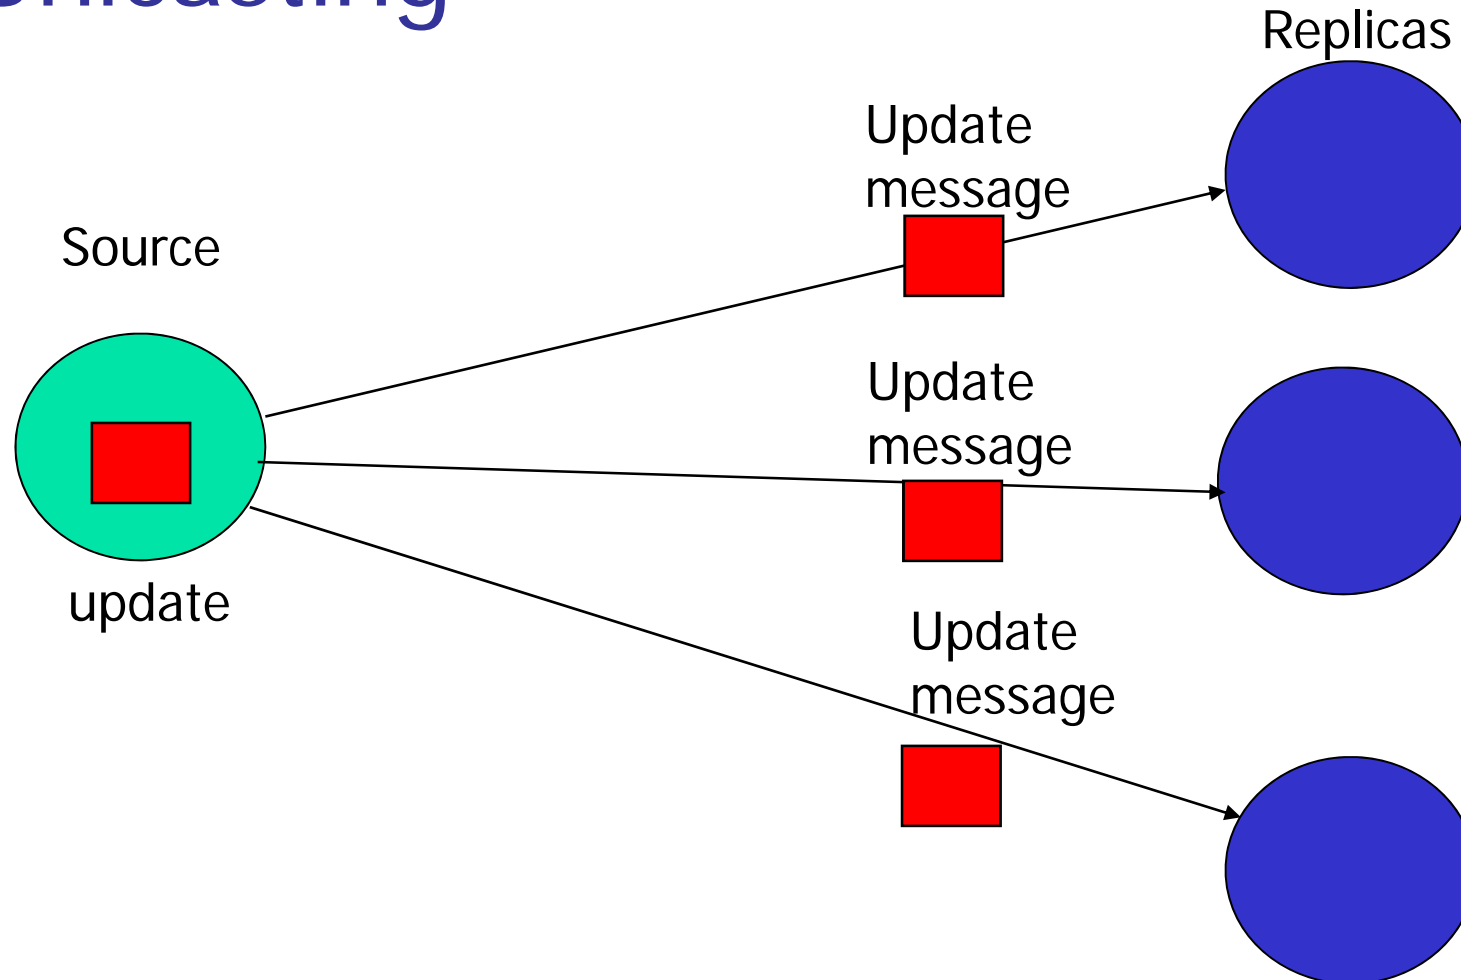 Replicas
Update
message
Source
Update
message
update
Update
message